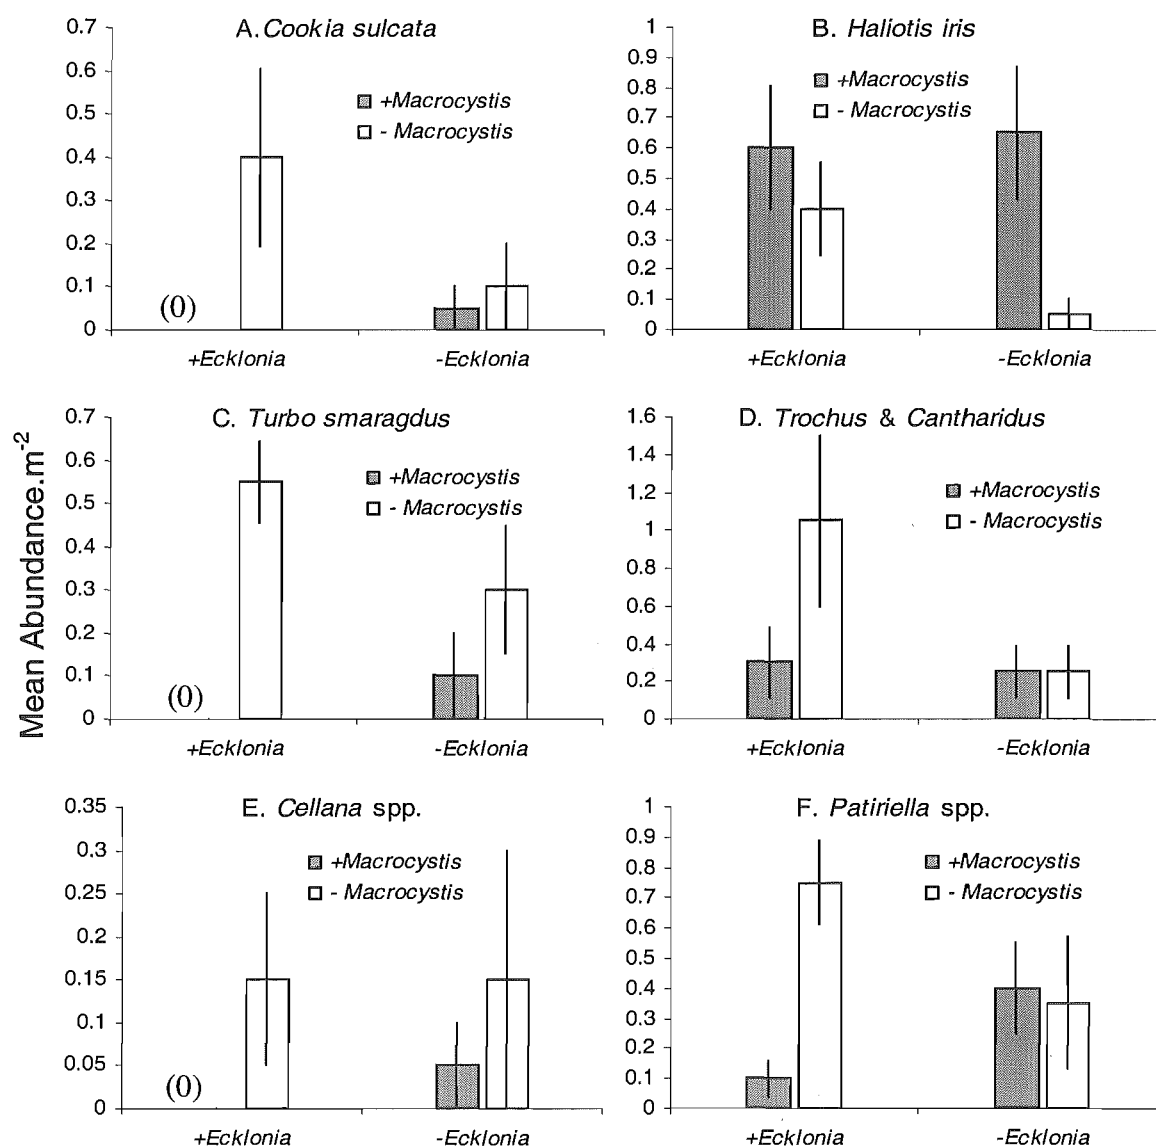 Mean Abundance.m-2
A. Cookia sulcata
0.7
0.6
0.5
0.4
0.3
0.2
0.1
0
+Macrocystis
- Macrocystis
(0)
+Ecklonia
-Ecklonia
B. Haliotis iris
1
0.9
0.8
0.7
0.6
0.5
0.4
0.3
0.2
0.1
0
+Macrocystis
- Macrocystis
+Ecklonia
-Ecklonia
C. Turbo smaragdus
0.7
0.6
0.5
0.4
0.3
0.2
0.1
0
+Macrocystis
- Macrocystis
(0)
+Ecklonia
-Ecklonia
D. Trochus & Cantharidus
1.6
1.4
1.2
1
0.8
0.6
0.4
0.2
0
+Macrocystis
- Macrocystis
+Ecklonia
-Ecklonia
E. Cellana spp.
0.35
0.3
0.25
0.2
0.15
0.1
0.05
0
+Macrocystis
- Macrocystis
(0)
+Ecklonia
-Ecklonia
F. Patiriella spp.
1
0.9
0.8
0.7
0.6
0.5
0.4
0.3
0.2
0.1
0
+Macrocystis
- Macrocystis
+Ecklonia
-Ecklonia